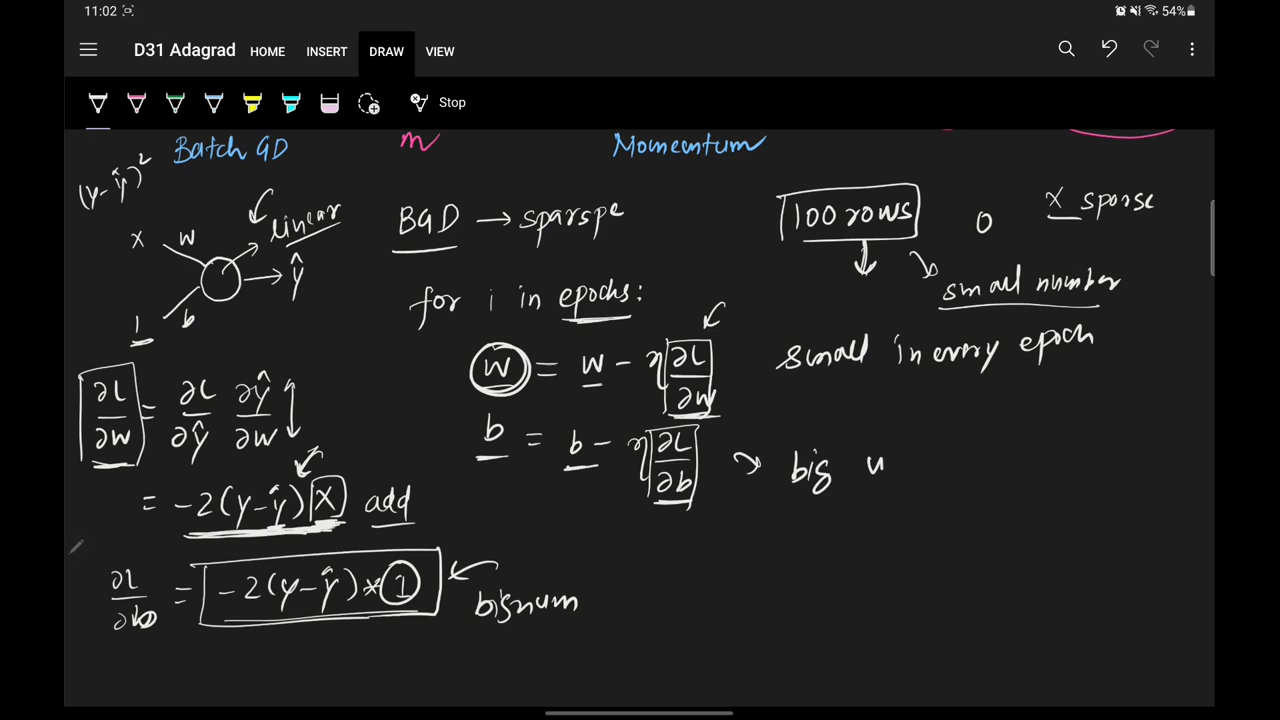 11:02 54%
D31 Adagrad HOME INSERT DRAW VIEW
Stop
Batch GD m Momentum
(y-ŷ)²
x w linear
ŷ
1 b
BGD → sparspe
100 rows 0 X sparse
small number
for i in epochs:
w = w - η ∂L/∂w
small in every epoch
b = b - η ∂L/∂b → big u
∂L/∂w = ∂L/∂ŷ ∂ŷ/∂w
= -2(y-ŷ) X add
∂L/∂b = -2(y-ŷ)*1
bignum